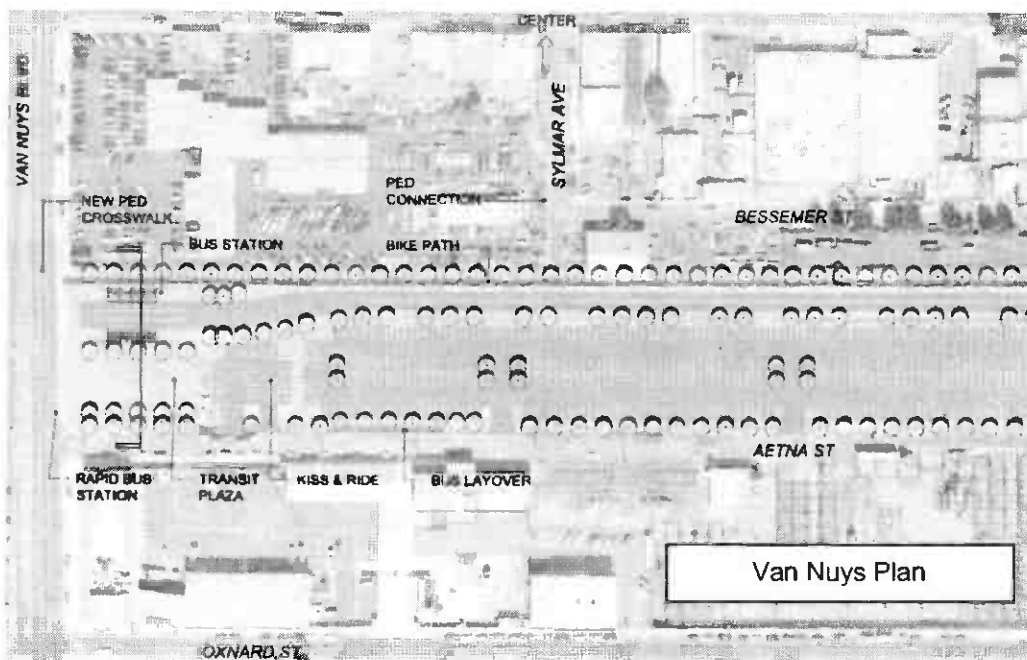 CENTER
VAN NUYS BLVD
SYLMAR AVE
PED
CONNECTION
NEW PED
CROSSWALK
BESSEMER ST
BUS STATION
BIKE PATH
AETNA ST
RAPID BUS
STATION
TRANSIT
PLAZA
KISS & RIDE
BUS LAYOVER
Van Nuys Plan
OXNARD ST.